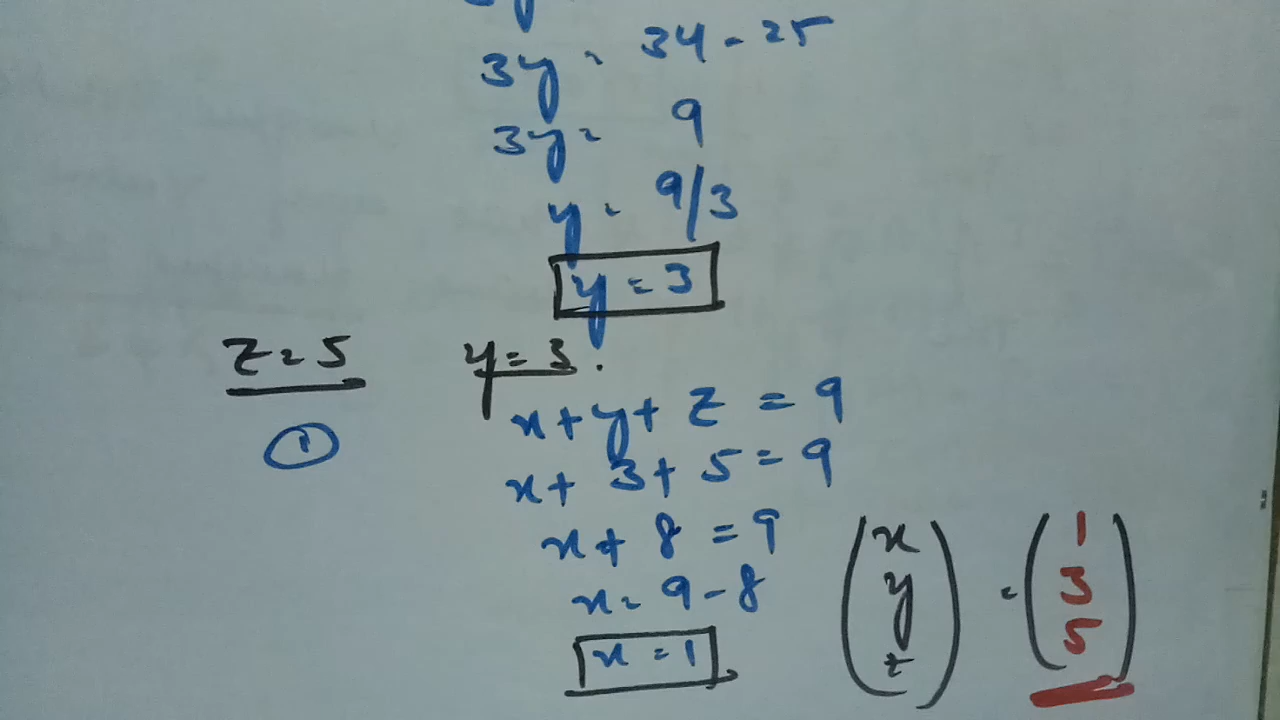 3y = 34 - 25
3y = 9
y = 9/3
y = 3
z = 5 y = 3.
① x + y + z = 9
x + 3 + 5 = 9
x + 8 = 9
x = 9 - 8
x = 1
(x y z) = (1 3 5)